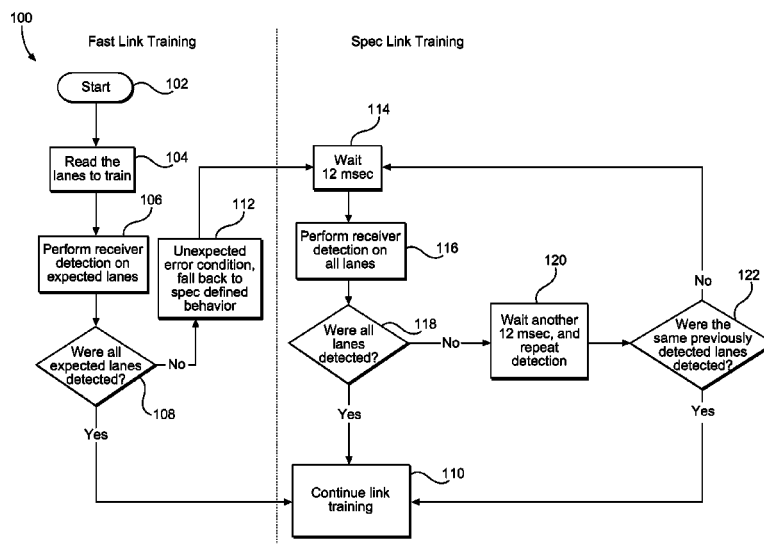 100
Fast Link Training
Spec Link Training
Start
102
Read the
lanes to train
104
106
Perform receiver
detection on
expected lanes
Were all
expected lanes
detected?
108
No
Yes
112
Unexpected
error condition,
fall back to
spec defined
behavior
114
Wait
12 msec
Perform receiver
detection on
all lanes
116
Were all
lanes
detected?
118
No
Yes
120
Wait another
12 msec, and
repeat
detection
No
122
Were the
same previously
detected lanes
detected?
Yes
Continue link
training
110